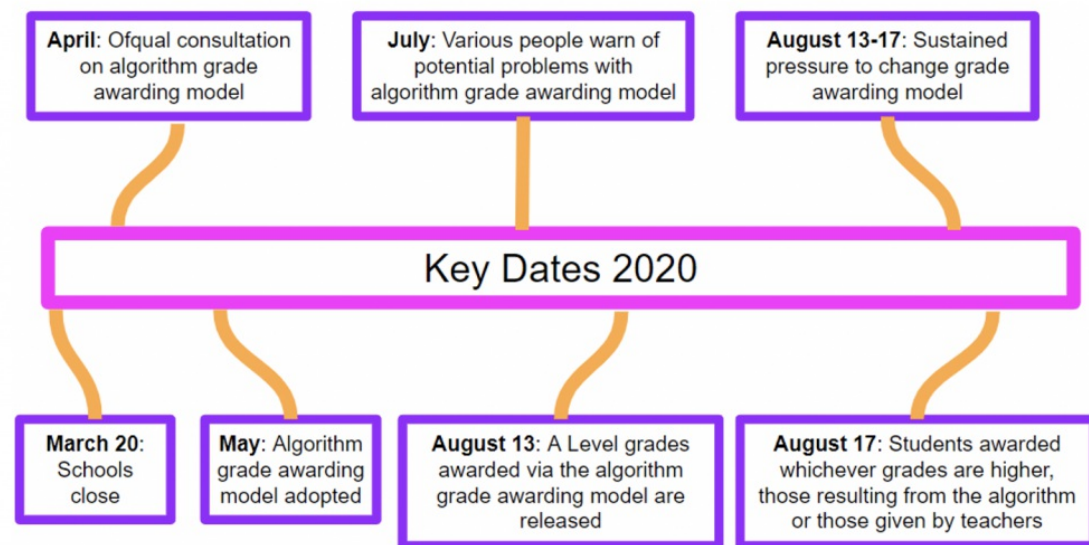 April: Ofqual consultation
on algorithm grade
awarding model
July: Various people warn of
potential problems with
algorithm grade awarding model
August 13-17: Sustained
pressure to change grade
awarding model
Key Dates 2020
March 20:
Schools
close
May: Algorithm
grade awarding
model adopted
August 13: A Level grades
awarded via the algorithm
grade awarding model are
released
August 17: Students awarded
whichever grades are higher,
those resulting from the algorithm
or those given by teachers